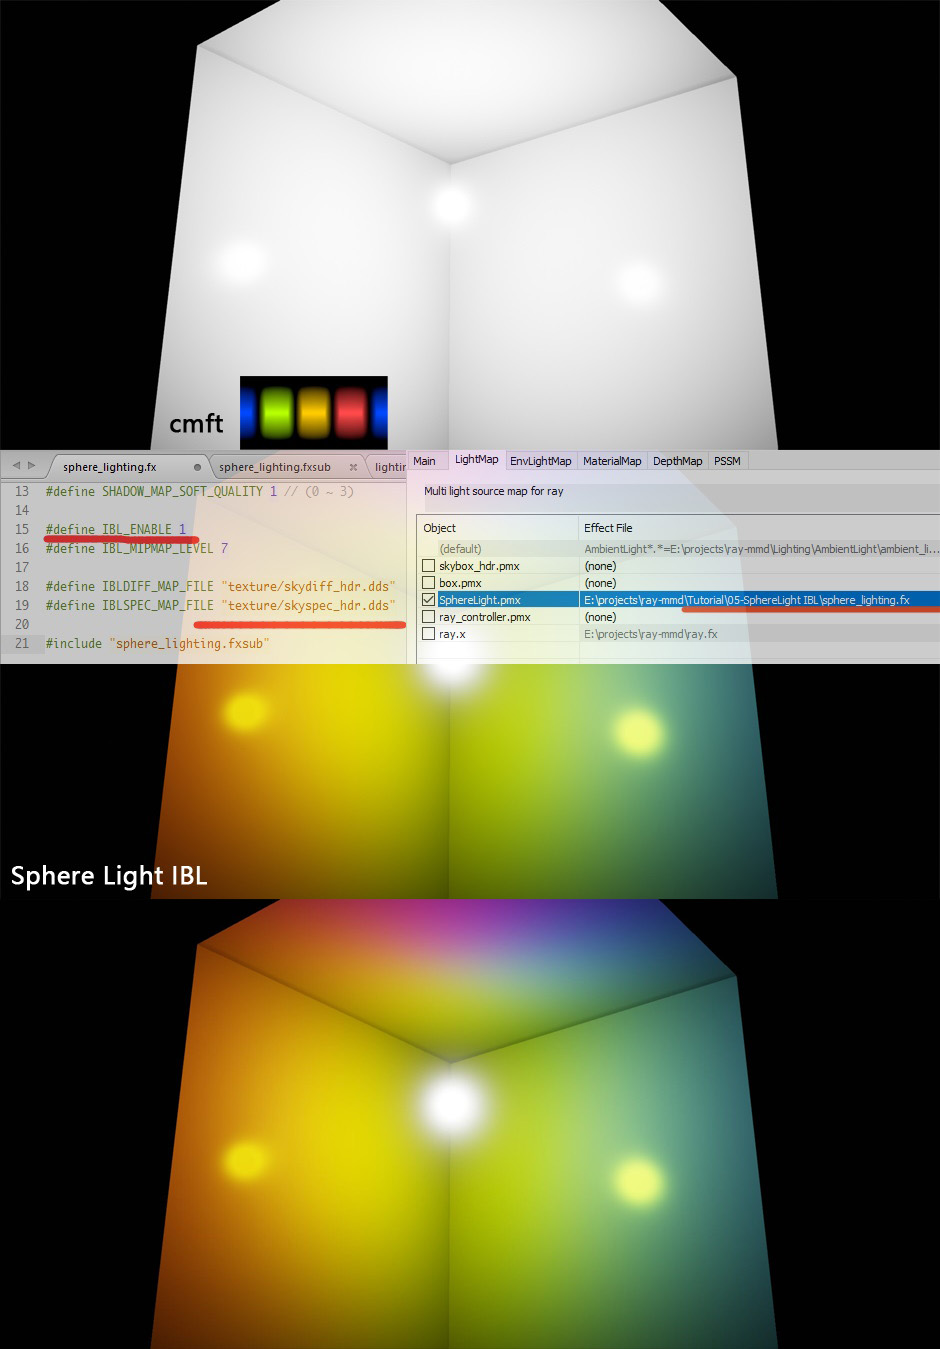 cmft
sphere_lighting.fx
sphere_lighting.fxsub
lightin
13 #define SHADOW_MAP_SOFT_QUALITY 1 // (0 ~ 3)
14
15 #define IBL_ENABLE 1
16 #define IBL_MIPMAP_LEVEL 7
17
18 #define IBLDIFF_MAP_FILE "texture/skydiff_hdr.dds"
19 #define IBLSPEC_MAP_FILE "texture/skyspec_hdr.dds"
20
21 #include "sphere_lighting.fxsub"
Main LightMap EnvLightMap MaterialMap DepthMap PSSM
Multi light source map for ray
Object Effect File
(default) AmbientLight*.*=E:\projects\ray-mmd\Lighting\AmbientLight\ambient_li...
skybox_hdr.pmx (none)
box.pmx (none)
SphereLight.pmx E:\projects\ray-mmd\Tutorial\05-SphereLight IBL\sphere_lighting.fx
ray_controller.pmx (none)
ray.x E:\projects\ray-mmd\ray.fx
Sphere Light IBL